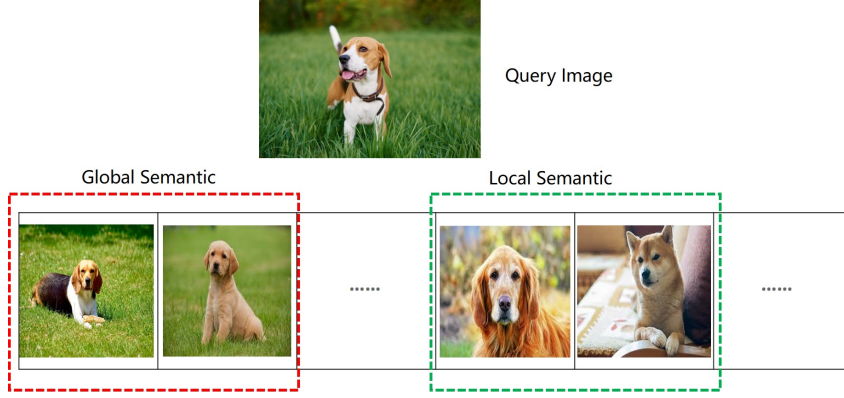 Query Image
Global Semantic
Local Semantic
......
......